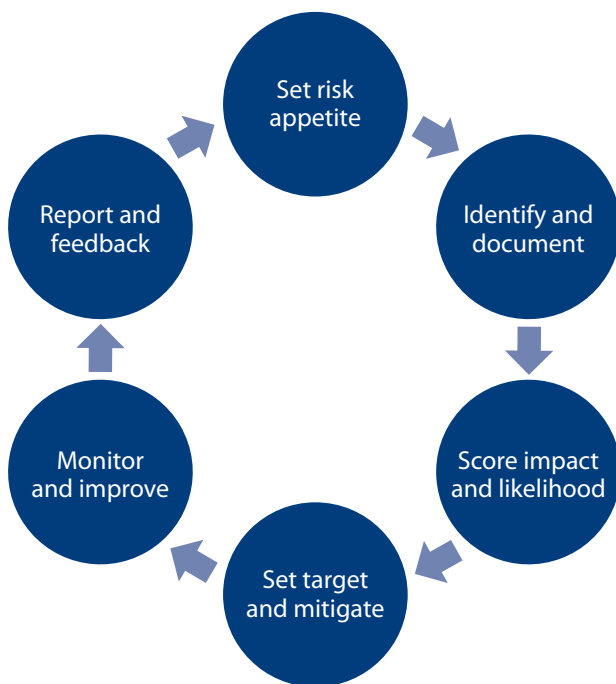 Set risk
appetite
Identify and
document
Score impact
and likelihood
Set target
and mitigate
Monitor
and improve
Report and
feedback